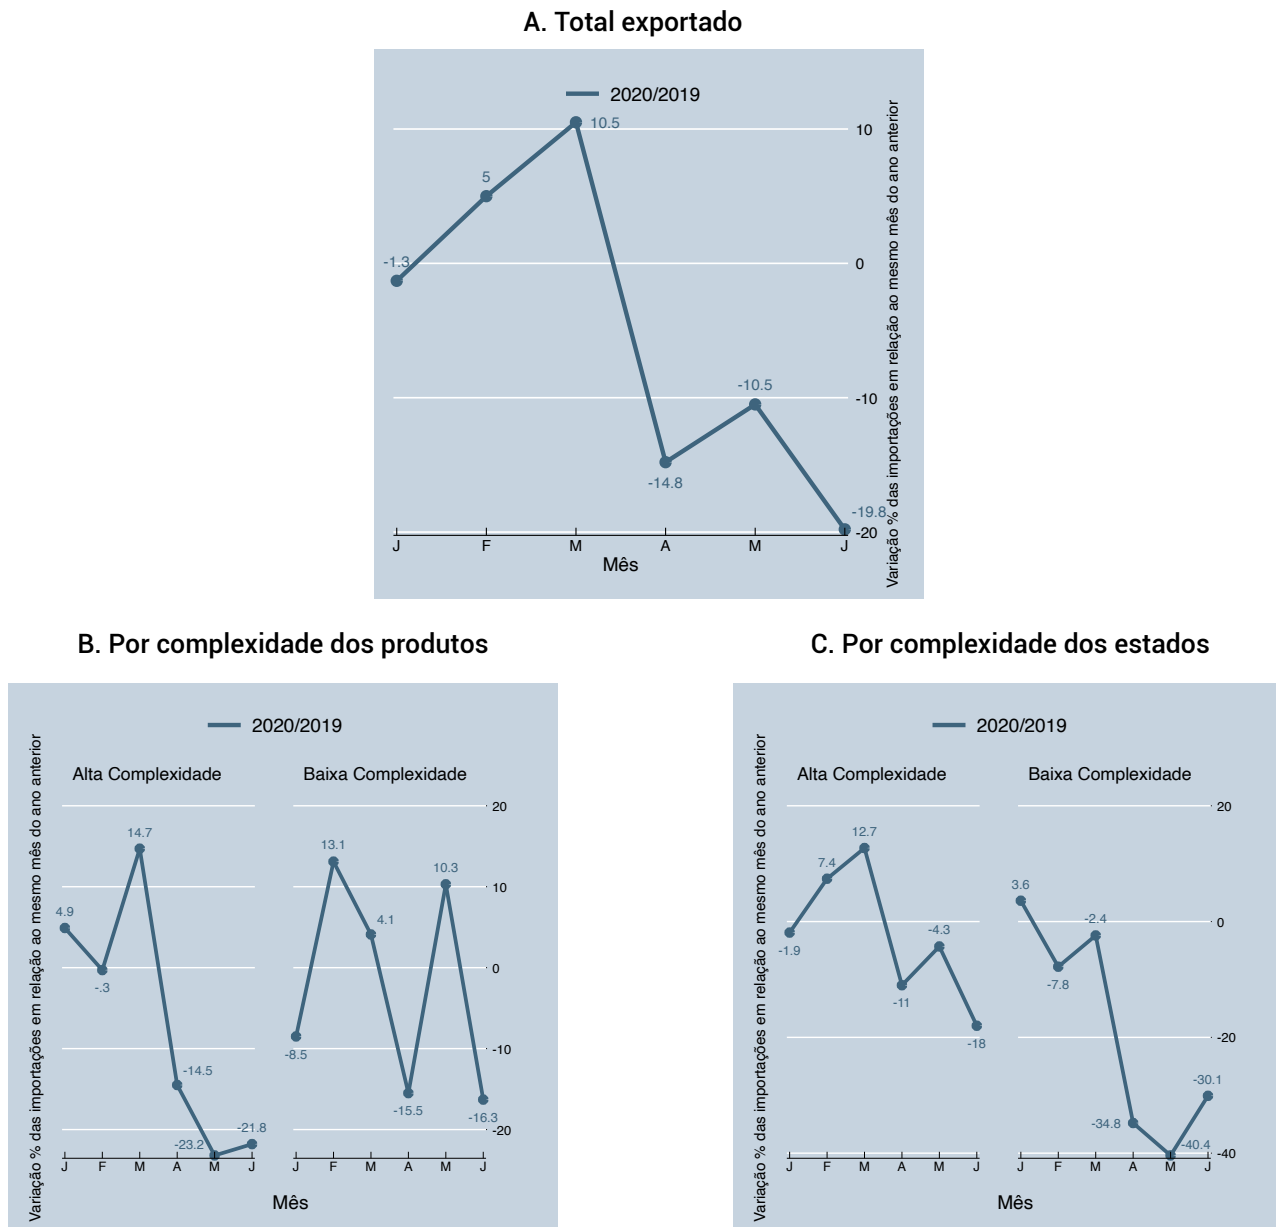 A. Total exportado
2020/2019
10.5
5
-1.3
-14.8
-10.5
-19.8
10
0
-10
-20
Variação % das importações em relação ao mesmo mês do ano anterior
J F M A M J
Mês
B. Por complexidade dos produtos
2020/2019
Variação % das importações em relação ao mesmo mês do ano anterior
Alta Complexidade
4.9
-.3
14.7
-14.5
-23.2
-21.8
J F M A M J
Baixa Complexidade
-8.5
13.1
4.1
-15.5
10.3
-16.3
20
10
0
-10
-20
J F M A M J
Mês
C. Por complexidade dos estados
2020/2019
Variação % das importações em relação ao mesmo mês do ano anterior
Alta Complexidade
-1.9
7.4
12.7
-11
-4.3
-18
J F M A M J
Baixa Complexidade
3.6
-7.8
-2.4
-34.8
-40.4
-30.1
20
0
-20
-40
J F M A M J
Mês